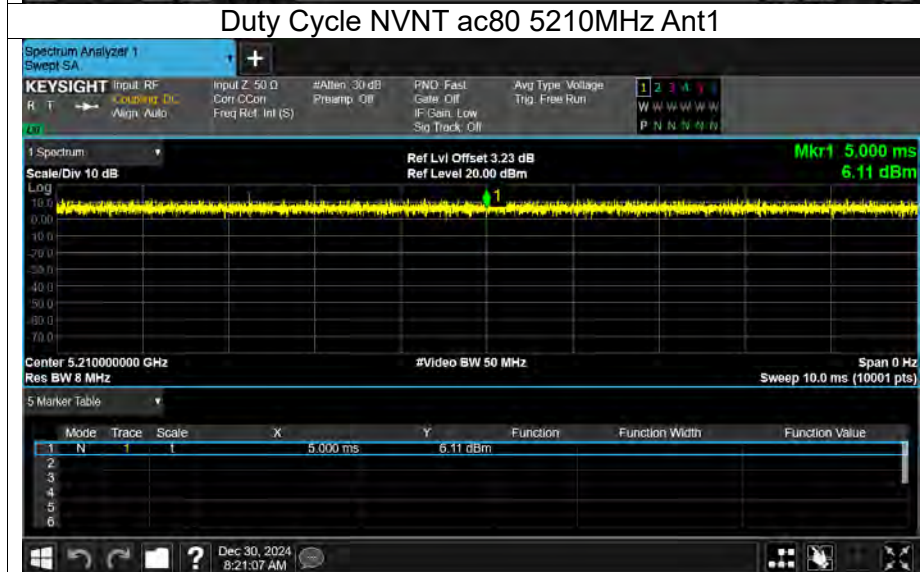 Duty Cycle NVNT ac80 5210MHz Ant1
Spectrum Analyzer 1
Swept SA
+
KEYSIGHT Input: RF Input Z: 50 Ω #Atten: 30 dB PNO: Fast Avg Type: Voltage 1 2 3 4 5 6
R T Coupling: DC Corr CCorr Preamp: Off Gate: Off Trig: Free Run W W W W W W
Align: Auto Freq Ref: Int (S) IF Gain: Low
Sig Track: Off P N N N N N
1 Spectrum Ref Lvl Offset 3.23 dB Mkr1 5.000 ms
Scale/Div 10 dB Ref Level 20.00 dBm 6.11 dBm
Log
1
10.0
0.00
-10.0
-20.0
-30.0
-40.0
-50.0
-60.0
-70.0
Center 5.210000000 GHz #Video BW 50 MHz Span 0 Hz
Res BW 8 MHz Sweep 10.0 ms (10001 pts)
5 Marker Table
Mode Trace Scale X Y Function Function Width Function Value
1 N 1 t 5.000 ms 6.11 dBm
2
3
4
5
6
? Dec 30, 2024
8:21:07 AM